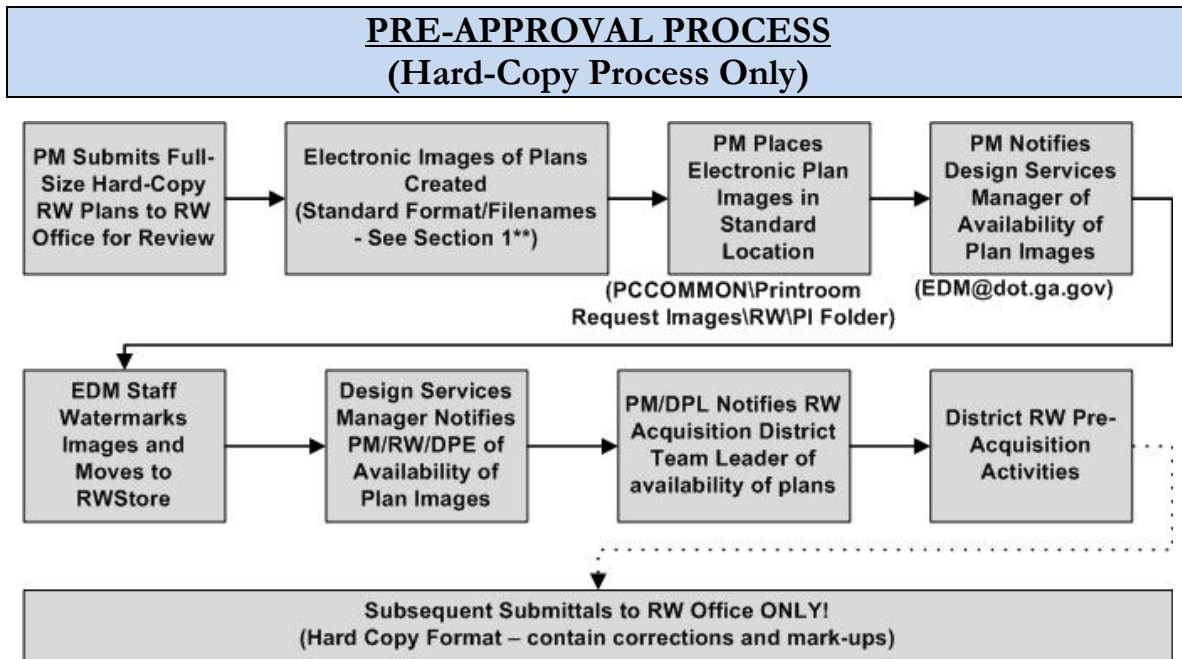 PRE-APPROVAL PROCESS
(Hard-Copy Process Only)
PM Submits Full-
Size Hard-Copy
RW Plans to RW
Office for Review
Electronic Images of Plans
Created
(Standard Format/Filenames
- See Section 1**)
PM Places
Electronic Plan
Images in
Standard
Location
(PCCOMMON\Printroom
Request Images\RW\PI Folder)
PM Notifies
Design Services
Manager of
Availability of
Plan Images
(EDM@dot.ga.gov)
EDM Staff
Watermarks
Images and
Moves to
RWStore
Design Services
Manager Notifies
PM/RW/DPE of
Availability of
Plan Images
PM/DPL Notifies RW
Acquisition District
Team Leader of
availability of plans
District RW Pre-
Acquisition
Activities
Subsequent Submittals to RW Office ONLY!
(Hard Copy Format – contain corrections and mark-ups)